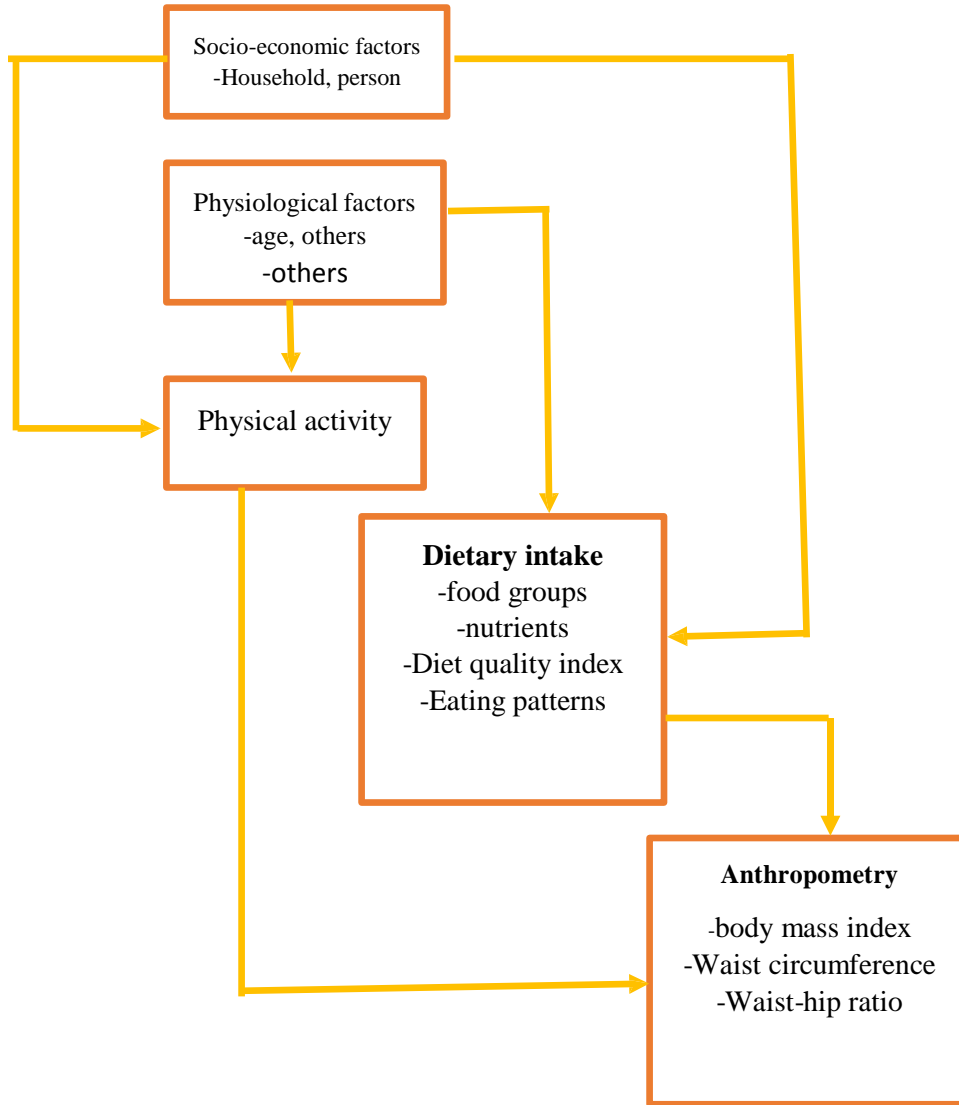 Socio-economic factors
-Household, person
Physiological factors
-age, others
-others
Physical activity
Dietary intake
-food groups
-nutrients
-Diet quality index
-Eating patterns
Anthropometry
-body mass index
-Waist circumference
-Waist-hip ratio